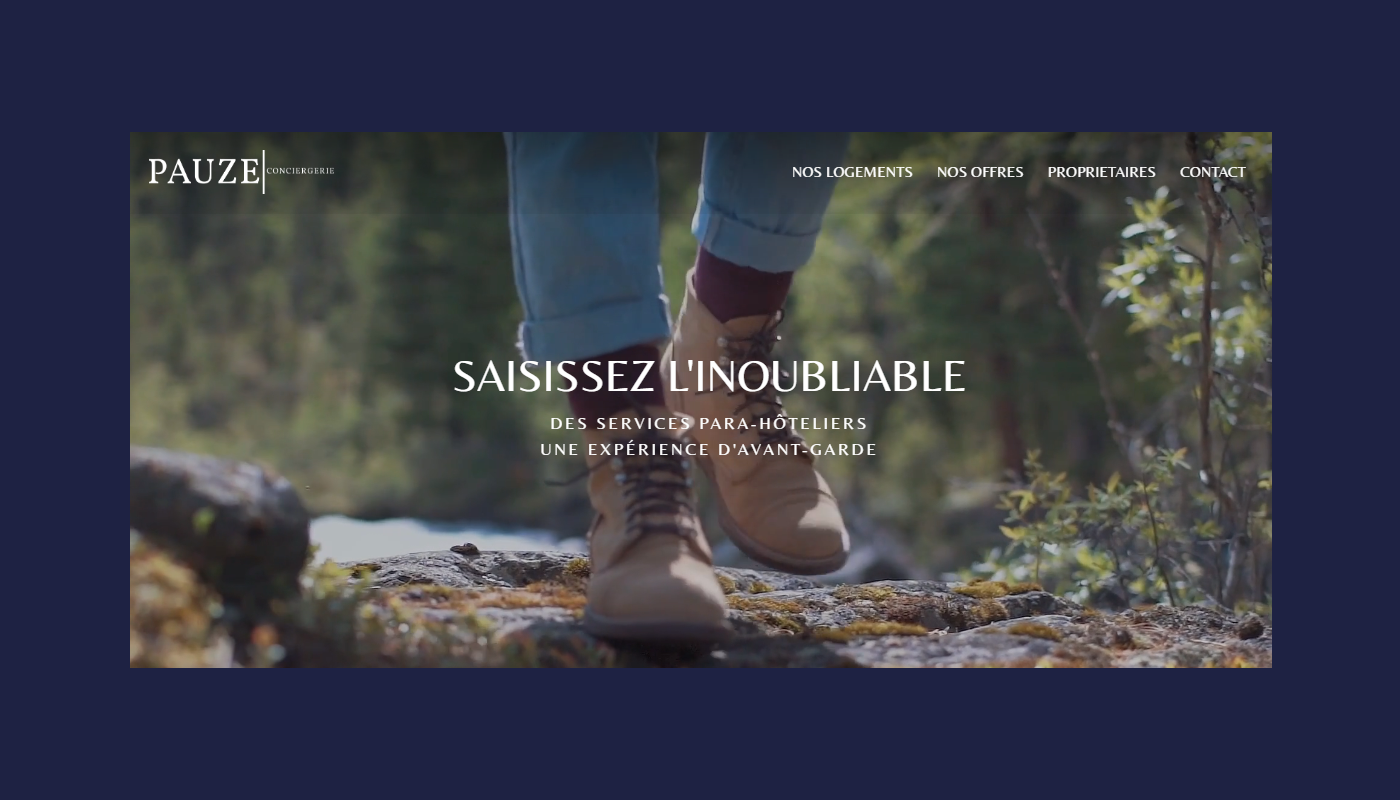 PAUZE CONCIERGERIE
NOS LOGEMENTS NOS OFFRES PROPRIETAIRES CONTACT
SAISISSEZ L'INOUBLIABLE
DES SERVICES PARA-HÔTELIERS
UNE EXPÉRIENCE D'AVANT-GARDE